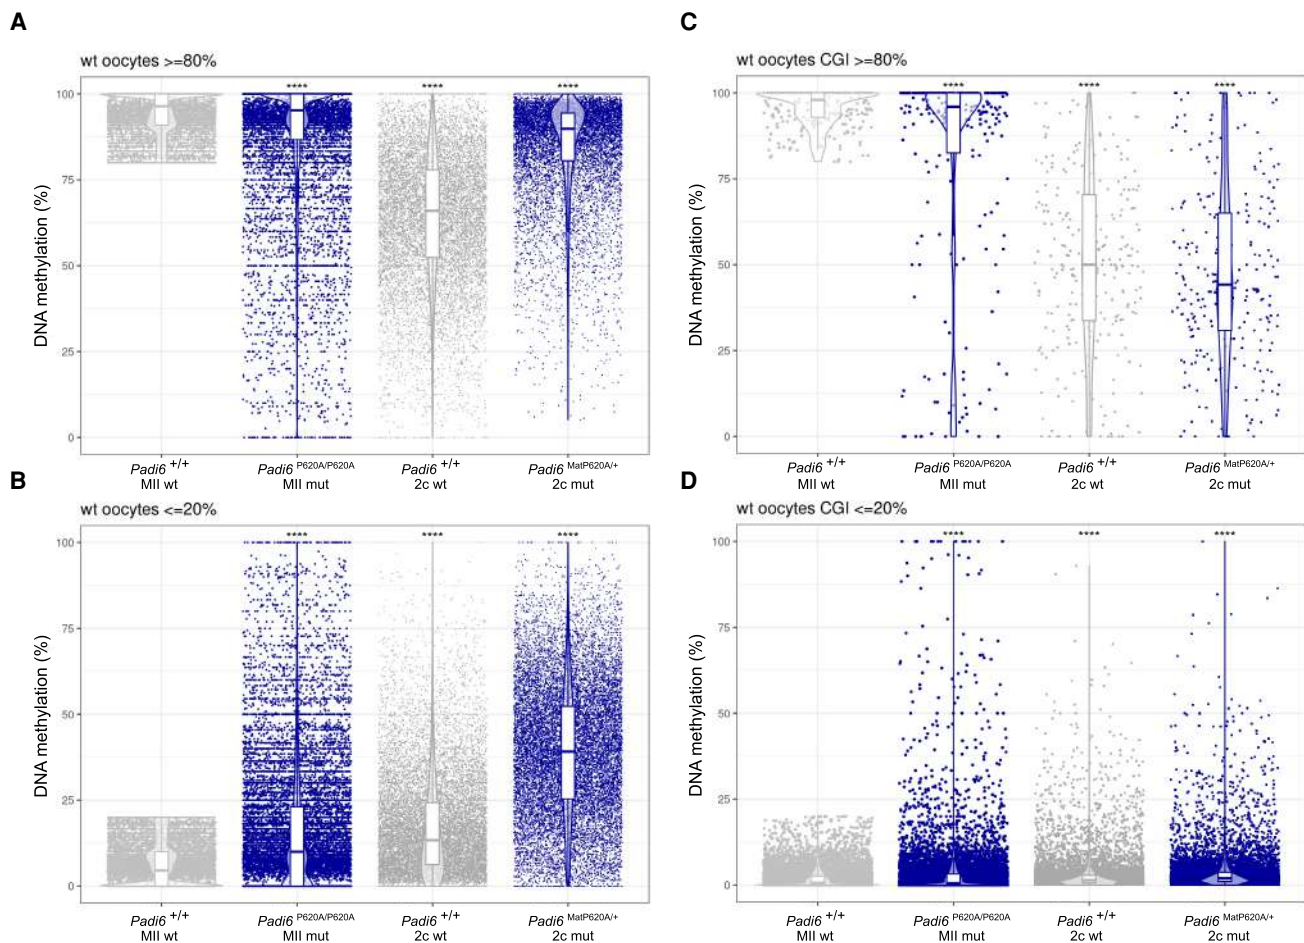 A
wt oocytes >=80%
****
****
****
100
75
50
25
0
DNA methylation (%)
Padi6 +/+
MII wt
Padi6 P620A/P620A
MII mut
Padi6 +/+
2c wt
Padi6 MatP620A/+
2c mut
C
wt oocytes CGI >=80%
****
****
****
100
75
50
25
0
DNA methylation (%)
Padi6 +/+
MII wt
Padi6 P620A/P620A
MII mut
Padi6 +/+
2c wt
Padi6 MatP620A/+
2c mut
B
wt oocytes <=20%
****
****
****
100
75
50
25
0
DNA methylation (%)
Padi6 +/+
MII wt
Padi6 P620A/P620A
MII mut
Padi6 +/+
2c wt
Padi6 MatP620A/+
2c mut
D
wt oocytes CGI <=20%
****
****
****
100
75
50
25
0
DNA methylation (%)
Padi6 +/+
MII wt
Padi6 P620A/P620A
MII mut
Padi6 +/+
2c wt
Padi6 MatP620A/+
2c mut